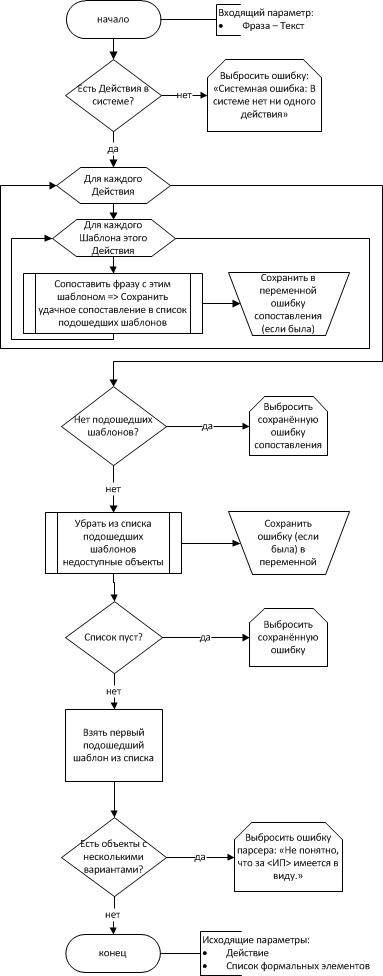 начало
Входящий параметр:
• Фраза – Текст
Есть Действия в
системе?
нет
Выбросить ошибку:
«Системная ошибка: В
системе нет ни одного
действия»
да
Для каждого
Действия
Для каждого
Шаблона этого
Действия
Сопоставить фразу с этим
шаблоном => Сохранить
удачное сопоставление в список
подошедших шаблонов
Сохранить в
переменной
ошибку
сопоставления
(если была)
Нет подошедших
шаблонов?
да
Выбросить
сохранённую
ошибку
сопоставления
нет
Убрать из списка
подошедших
шаблонов
недоступные объекты
Сохранить
ошибку (если
была) в
переменной
Список пуст?
да
Выбросить
сохранённую
ошибку
нет
Взять первый
подошедший
шаблон из списка
Есть объекты с
несколькими
вариантами?
да
Выбросить ошибку
парсера: «Не понятно,
что за <ИП> имеется в
виду.»
нет
конец
Исходящие параметры:
• Действие
• Список формальных элементов